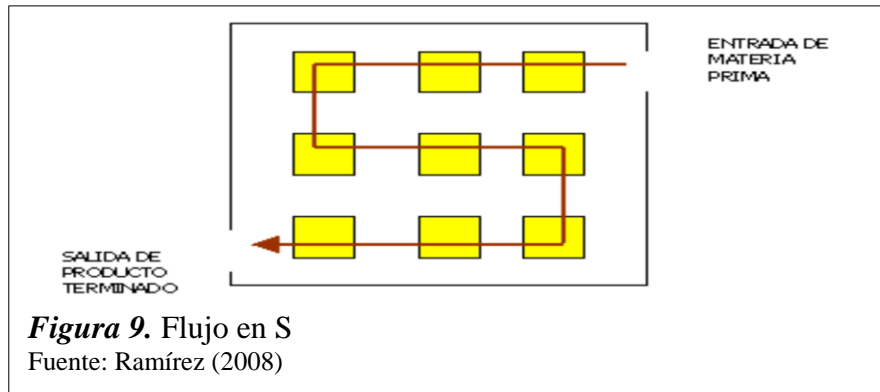 ENTRADA DE
MATERIA
PRIMA
SALIDA DE
PRODUCTO
TERMINADO
Figura 9. Flujo en S
Fuente: Ramírez (2008)